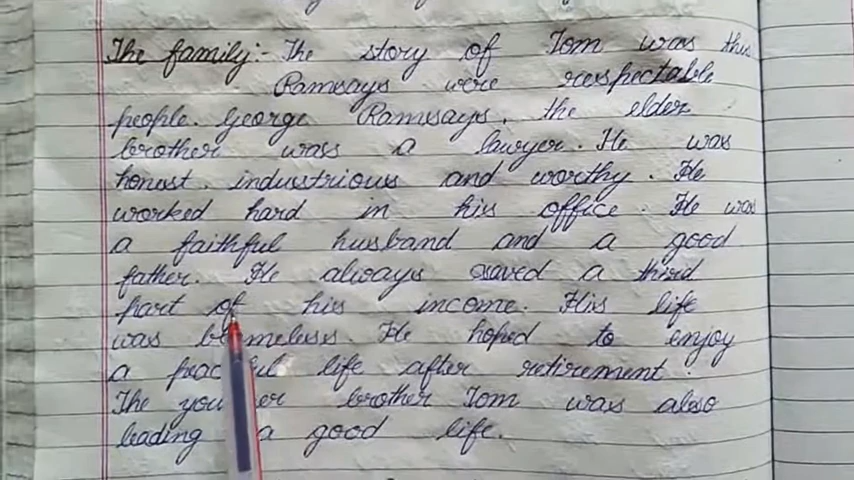 The family:- The story of Tom was this
Ramsays were respectable
people. George Ramsays, the elder
brother was a lawyer. He was
honest, industrious and worthy. He
worked hard in his office. He was
a faithful husband and a good
father. He always saved a third
part of his income. His life
was blameless. He hoped to enjoy
a life after retirement.
The brother Tom was also
leading a good life.